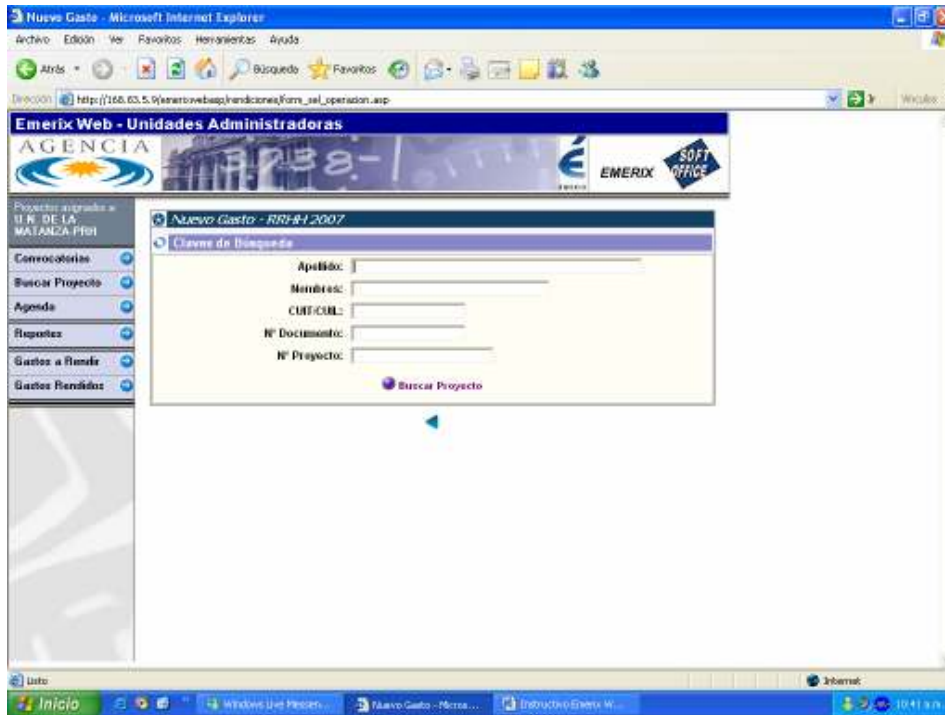 Nuevo Gasto - Microsoft Internet Explorer
Archivo Edición Ver Favoritos Herramientas Ayuda
Atrás Búsqueda Favoritos
Dirección Ir Vínculos
Emerix Web - Unidades Administradoras
AGENCIA
EMERIX
SOFT OFFICE
Proyectos asignados a
U.N. DE LA
MATANZA-PRH
Convocatorias
Buscar Proyecto
Agenda
Reportes
Gastos a Rendir
Gastos Rendidos
Nuevo Gasto - RRHH 2007
Claves de Búsqueda
Apellido:
Nombres:
CUIT/CUIL:
Nº Documento:
Nº Proyecto:
Buscar Proyecto
Listo Internet
Inicio
Windows Live Messen...
Nuevo Gasto - Micros...
Instructivo Emerix W...
10:41 a.m.